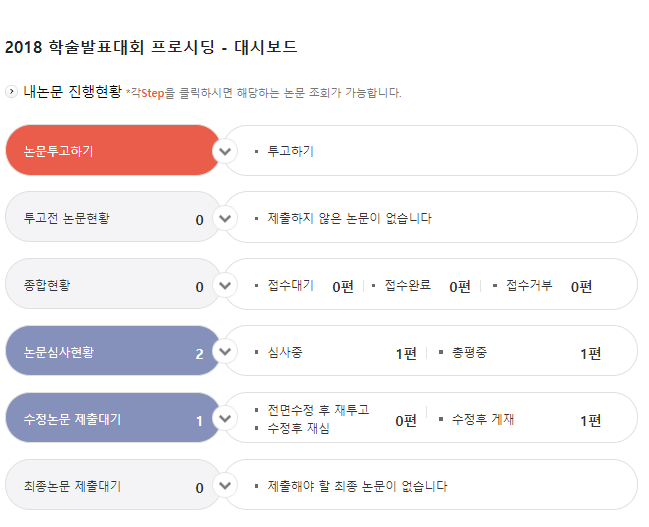 2018 학술발표대회 프로시딩 - 대시보드
내논문 진행현황 *각Step을 클릭하시면 해당하는 논문 조회가 가능합니다.
논문투고하기 투고하기
투고전 논문현황 0 제출하지 않은 논문이 없습니다
종합현황 0 접수대기 0편 접수완료 0편 접수거부 0편
논문심사현황 2 심사중 1편 총평중 1편
수정논문 제출대기 1 전면수정 후 재투고 0편 수정후 게재 1편
수정후 재심
최종논문 제출대기 0 제출해야 할 최종 논문이 없습니다